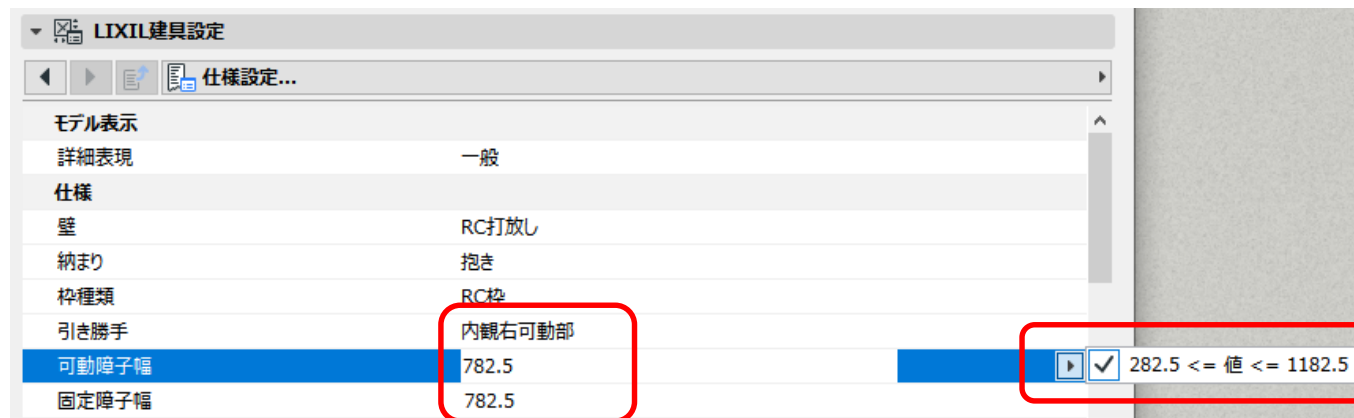 LIXIL建具設定
仕様設定...
モデル表示
詳細表現 一般
仕様
壁 RC打放し
納まり 抱き
枠種類 RC枠
引き勝手 内観右可動部
可動障子幅 782.5 282.5 <= 値 <= 1182.5
固定障子幅 782.5